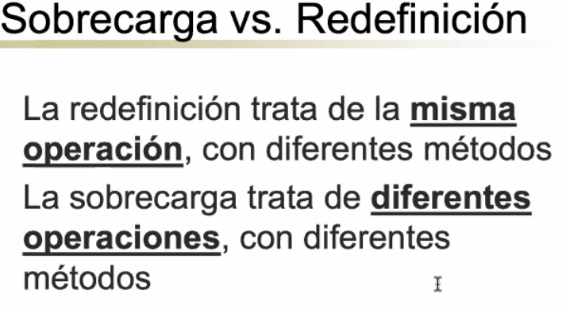 Sobrecarga vs. Redefinición
La redefinición trata de la misma
operación, con diferentes métodos
La sobrecarga trata de diferentes
operaciones, con diferentes
métodos